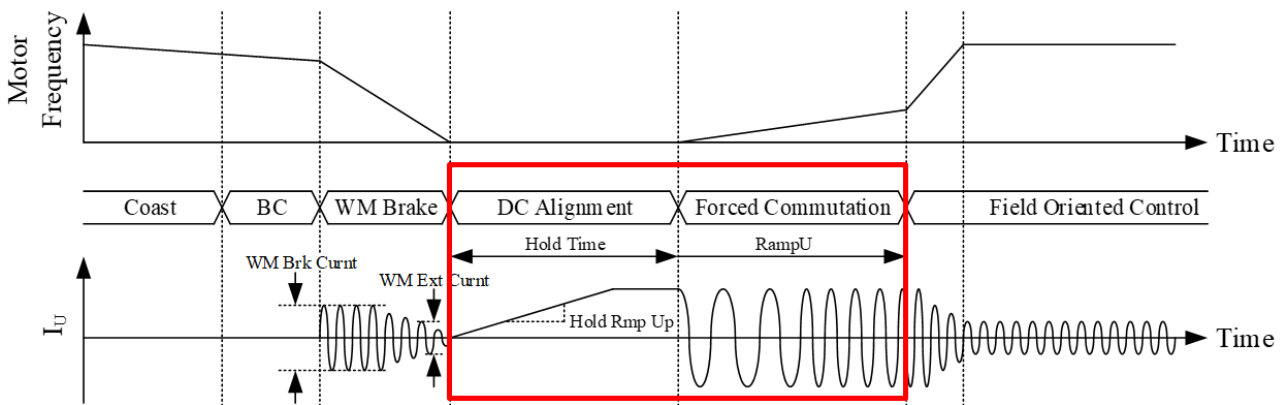 Motor
Frequency
Time
Coast
BC
WM Brake
DC Alignment
Forced Commutation
Field Oriented Control
Hold Time
RampU
WM Brk Curnt
WM Ext Curnt
Hold Rmp Up
IU
Time